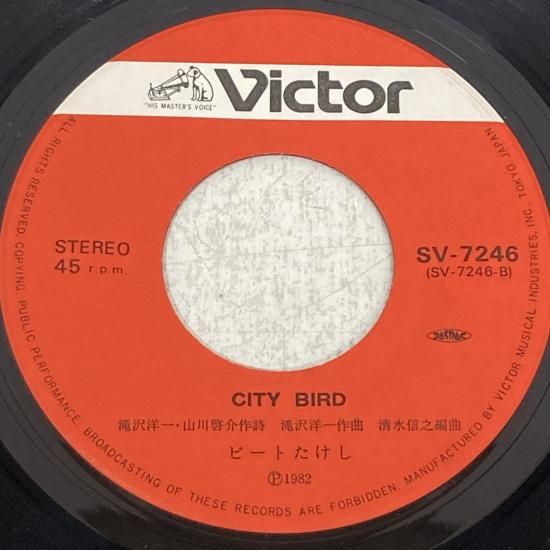 "HIS MASTER'S VOICE"
Victor
STEREO
45 r.p.m.
SV-7246
(SV-7246-B)
JASRAC
CITY BIRD
滝沢洋一・山川啓介作詩 滝沢洋一作曲 清水信之編曲
ビートたけし
Ⓟ1982
ALL RIGHTS RESERVED. COPYING, PUBLIC PERFORMANCE, BROADCASTING OF THESE RECORDS ARE FORBIDDEN. MANUFACTURED BY VICTOR MUSICAL INDUSTRIES, INC. TOKYO, JAPAN